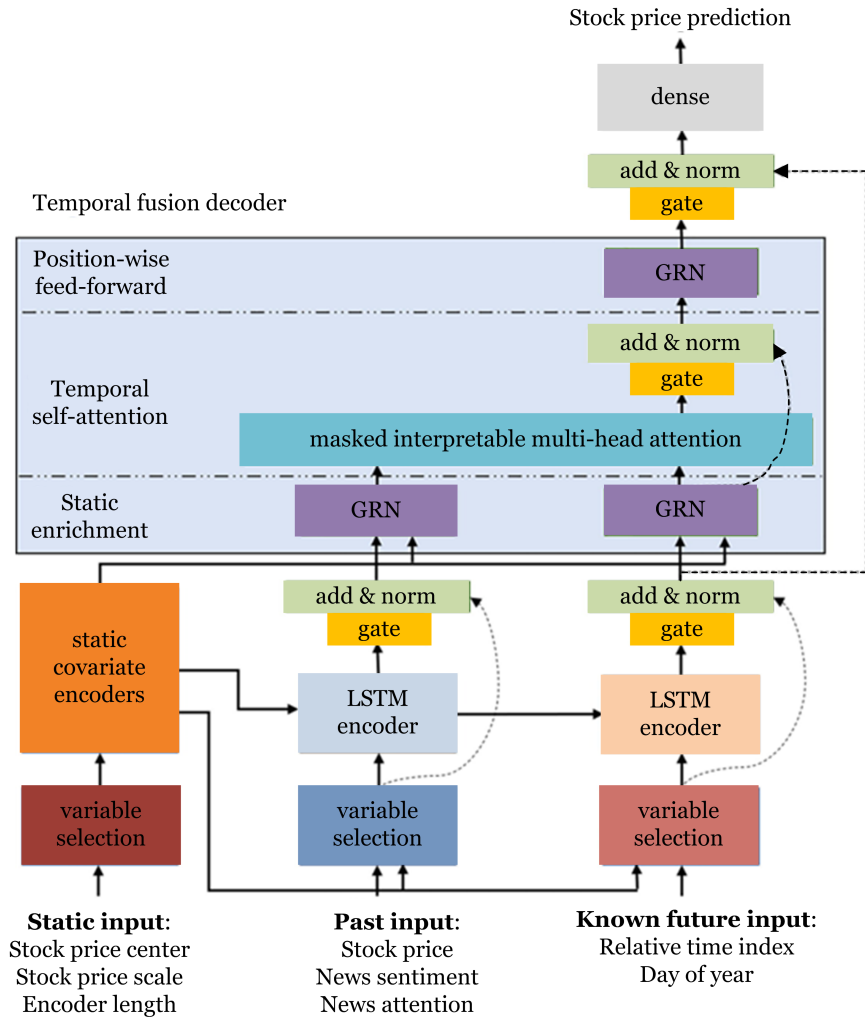 Stock price prediction
dense
add & norm
gate
Temporal fusion decoder
Position-wise
feed-forward
GRN
add & norm
gate
Temporal
self-attention
masked interpretable multi-head attention
Static
enrichment
GRN
GRN
add & norm
gate
add & norm
gate
static
covariate
encoders
LSTM
encoder
LSTM
encoder
variable
selection
variable
selection
variable
selection
Static input:
Stock price center
Stock price scale
Encoder length
Past input:
Stock price
News sentiment
News attention
Known future input:
Relative time index
Day of year